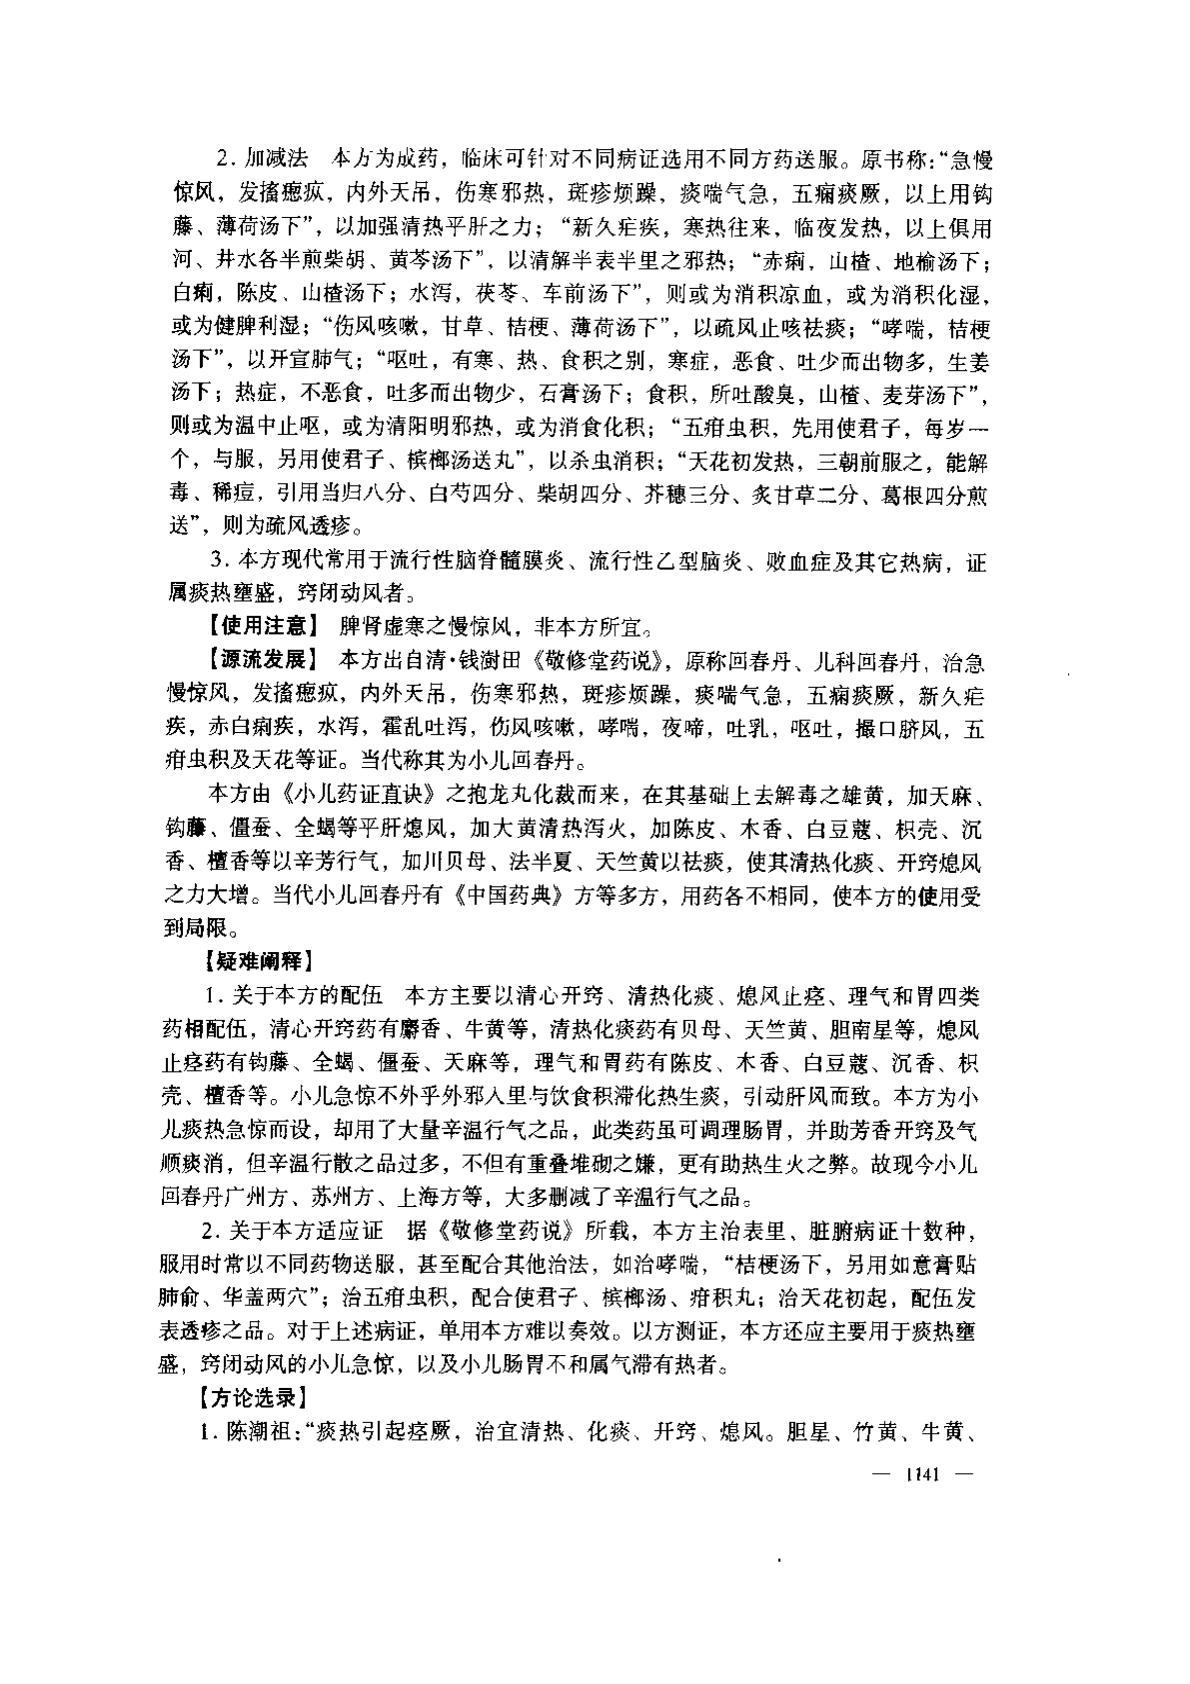 2. 加减法　本方为成药，临床可针对不同病证选用不同方药送服。原书称：“急慢
惊风，发搐瘛疭，内外天吊，伤寒邪热，斑疹烦躁，痰喘气急，五痫痰厥，以上用钩
藤、薄荷汤下”，以加强清热平肝之力；“新久疟疾，寒热往来，临夜发热，以上俱用
河、井水各半煎柴胡、黄芩汤下”，以清解半表半里之邪热；“赤痢，山楂、地榆汤下；
白痢，陈皮、山楂汤下；水泻，茯苓、车前汤下”，则或为消积凉血，或为消积化湿，
或为健脾利湿；“伤风咳嗽，甘草、桔梗、薄荷汤下”，以疏风止咳祛痰；“哮喘，桔梗
汤下”，以开宣肺气；“呕吐，有寒、热、食积之别，寒症，恶食、吐少而出物多，生姜
汤下；热症，不恶食，吐多而出物少，石膏汤下；食积，所吐酸臭，山楂、麦芽汤下”，
则或为温中止呕，或为清阳明邪热，或为消食化积；“五疳虫积，先用使君子，每岁一
个，与服，另用使君子、槟榔汤送丸”，以杀虫消积；“天花初发热，三朝前服之，能解
毒、稀痘，引用当归八分、白芍四分、柴胡四分、芥穗三分、炙甘草二分、葛根四分煎
送”，则为疏风透疹。
3. 本方现代常用于流行性脑脊髓膜炎、流行性乙型脑炎、败血症及其它热病，证
属痰热壅盛，窍闭动风者。
【使用注意】　脾肾虚寒之慢惊风，非本方所宜。
【源流发展】　本方出自清·钱澍田《敬修堂药说》，原称回春丹、儿科回春丹，治急
慢惊风，发搐瘛疭，内外天吊，伤寒邪热，斑疹烦躁，痰喘气急，五痫痰厥，新久疟
疾，赤白痢疾，水泻，霍乱吐泻，伤风咳嗽，哮喘，夜啼，吐乳，呕吐，撮口脐风，五
疳虫积及天花等证。当代称其为小儿回春丹。
本方由《小儿药证直诀》之抱龙丸化裁而来，在其基础上去解毒之雄黄，加天麻、
钩藤、僵蚕、全蝎等平肝熄风，加大黄清热泻火，加陈皮、木香、白豆蔻、枳壳、沉
香、檀香等以辛芳行气，加川贝母、法半夏、天竺黄以祛痰，使其清热化痰、开窍熄风
之力大增。当代小儿回春丹有《中国药典》方等多方，用药各不相同，使本方的使用受
到局限。
【疑难阐释】
1. 关于本方的配伍　本方主要以清心开窍、清热化痰、熄风止痉、理气和胃四类
药相配伍，清心开窍药有麝香、牛黄等，清热化痰药有贝母、天竺黄、胆南星等，熄风
止痉药有钩藤、全蝎、僵蚕、天麻等，理气和胃药有陈皮、木香、白豆蔻、沉香、枳
壳、檀香等。小儿急惊不外乎外邪入里与饮食积滞化热生痰，引动肝风而致。本方为小
儿痰热急惊而设，却用了大量辛温行气之品，此类药虽可调理肠胃，并助芳香开窍及气
顺痰消，但辛温行散之品过多，不但有重叠堆砌之嫌，更有助热生火之弊。故现今小儿
回春丹广州方、苏州方、上海方等，大多删减了辛温行气之品。
2. 关于本方适应证　据《敬修堂药说》所载，本方主治表里、脏腑病证十数种，
服用时常以不同药物送服，甚至配合其他治法，如治哮喘，“桔梗汤下，另用如意膏贴
肺俞、华盖两穴”；治五疳虫积，配合使君子、槟榔汤、疳积丸；治天花初起，配伍发
表透疹之品。对于上述病证，单用本方难以奏效。以方测证，本方还应主要用于痰热壅
盛，窍闭动风的小儿急惊，以及小儿肠胃不和属气滞有热者。
【方论选录】
1. 陈潮祖：“痰热引起痉厥，治宜清热、化痰、开窍、熄风。胆星、竹黄、牛黄、
— 1141 —